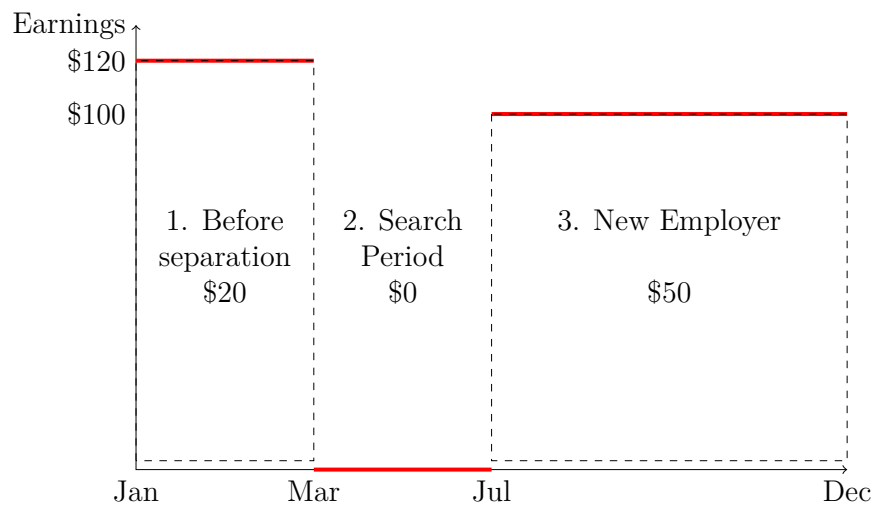 Earnings
$120
$100
1. Before
separation
$20
2. Search
Period
$0
3. New Employer
$50
Jan
Mar
Jul
Dec